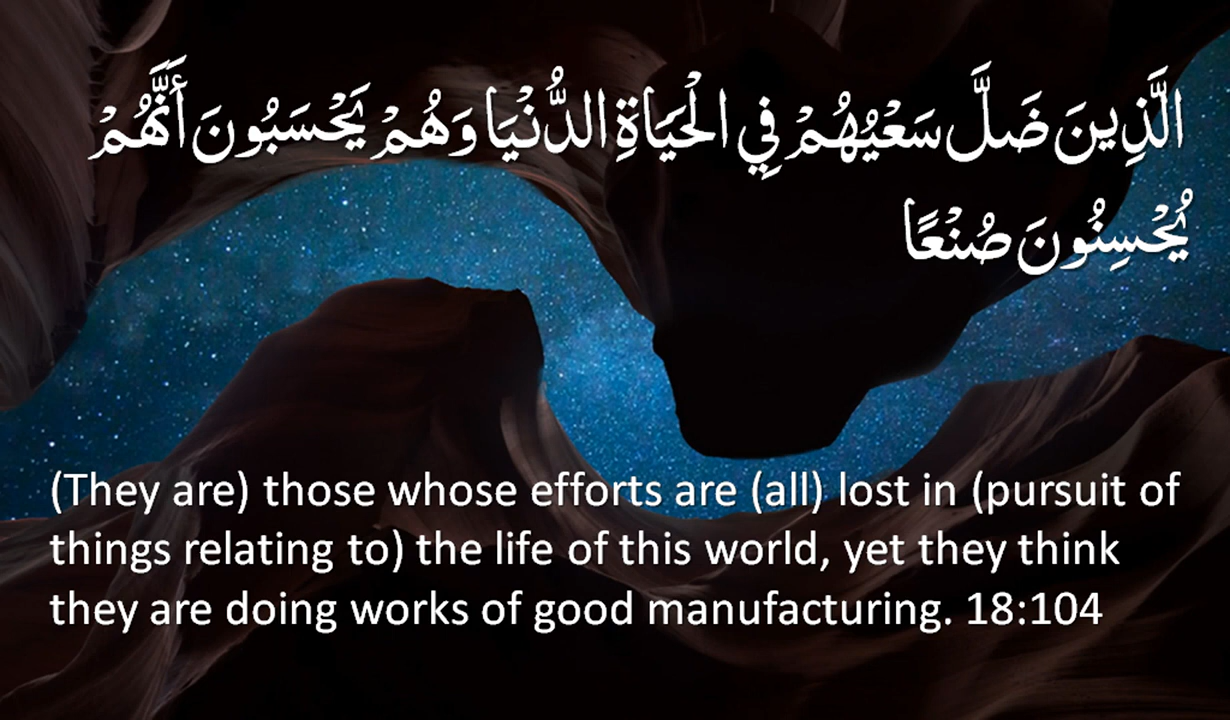 الَّذِينَ ضَلَّ سَعْيُهُمْ فِي الْحَيَاةِ الدُّنْيَا وَهُمْ يَحْسَبُونَ أَنَّهُمْ
يُحْسِنُونَ صُنْعًا
(They are) those whose efforts are (all) lost in (pursuit of
things relating to) the life of this world, yet they think
they are doing works of good manufacturing. 18:104